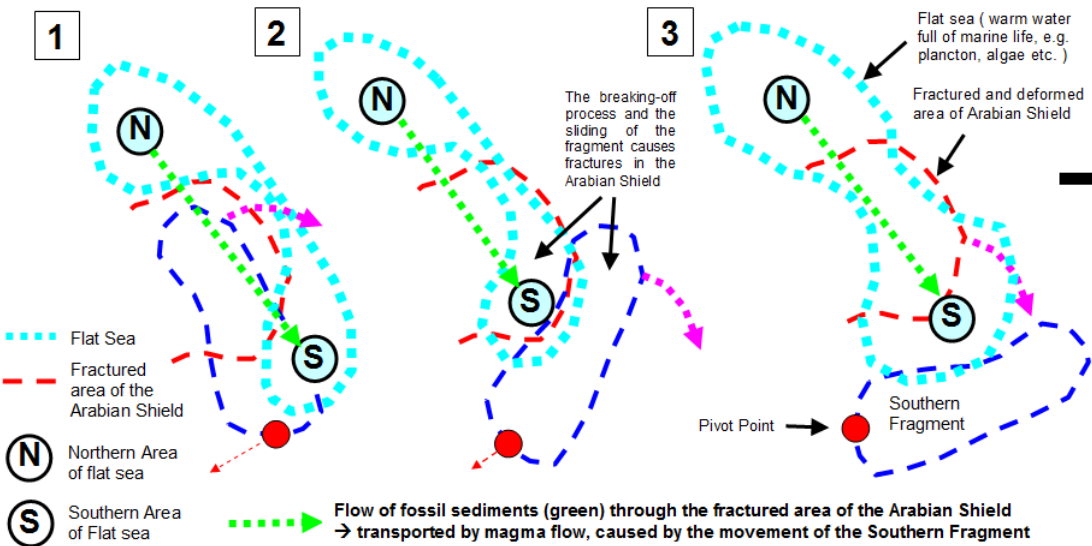 1
2
3
Flat sea ( warm water
full of marine life, e.g.
plancton, algae etc. )
Fractured and deformed
area of Arabian Shield
The breaking-off
process and the
sliding of the
fragment causes
fractures in the
Arabian Shield
N
N
N
S
S
S
Flat Sea
Fractured
area of the
Arabian Shield
Pivot Point
Southern
Fragment
N
Northern Area
of flat sea
S
Southern Area
of Flat sea
Flow of fossil sediments (green) through the fractured area of the Arabian Shield
→ transported by magma flow, caused by the movement of the Southern Fragment